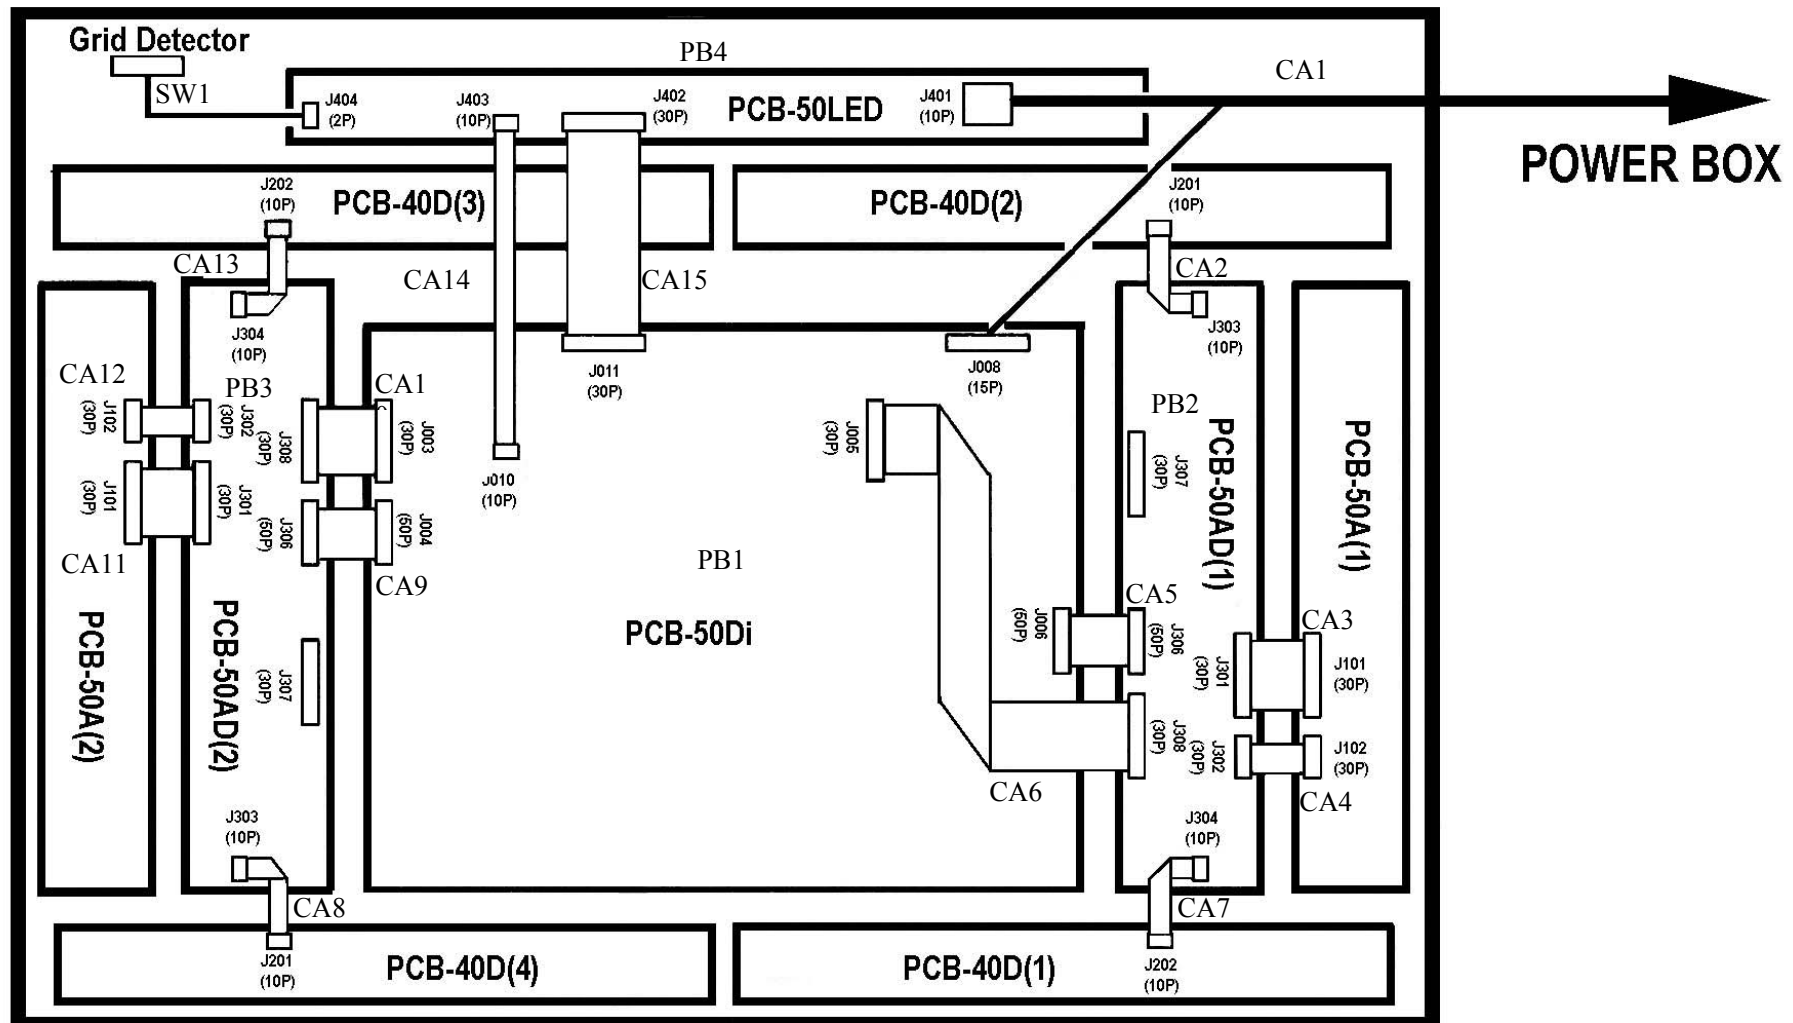 Grid Detector
PB4
CA1
SW1
J404
(2P)
J403
(10P)
J402
(30P)
PCB-50LED
J401
(10P)
POWER BOX
J202
(10P)
PCB-40D(3)
PCB-40D(2)
J201
(10P)
CA13
CA14
CA15
CA2
J304
(10P)
J303
(10P)
J011
(30P)
J008
(15P)
CA12
PB3
CA1
PB2
J102
(30P)
J302
(30P)
J308
(30P)
J003
(30P)
J005
(30P)
J307
(30P)
PCB-50AD(1)
PCB-50A(1)
J010
(10P)
J101
(30P)
J301
(30P)
J306
(50P)
J004
(50P)
CA11
CA9
PB1
PCB-50Di
CA5
J006
(50P)
J306
(50P)
CA3
J301
(30P)
J101
(30P)
PCB-50A(2)
PCB-50AD(2)
J307
(30P)
J308
(30P)
J302
(30P)
J102
(30P)
CA6
CA4
J303
(10P)
J304
(10P)
CA8
CA7
J201
(10P)
PCB-40D(4)
PCB-40D(1)
J202
(10P)